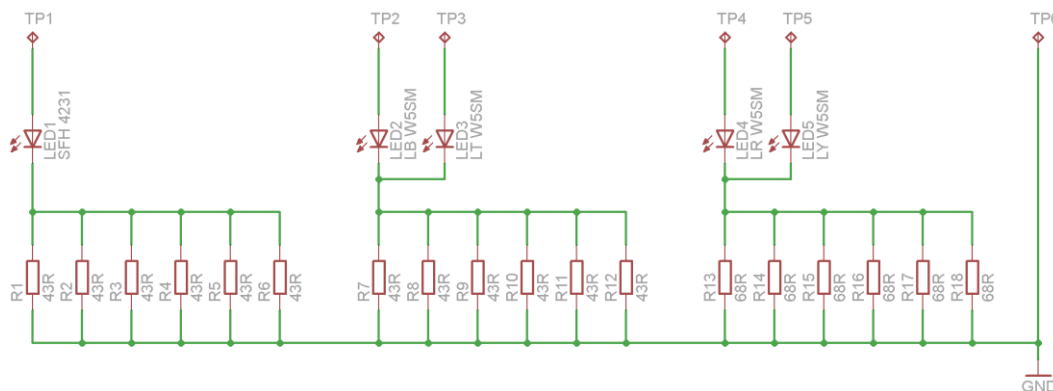 TP1
TP2
TP3
TP4
TP5
LED1
SFH 4231
LED2
LB W5SM
LED3
LT W5SM
LED4
LR W5SM
LED5
LY W5SM
R1
43R
R2
43R
R3
43R
R4
43R
R5
43R
R6
43R
R7
43R
R8
43R
R9
43R
R10
43R
R11
43R
R12
43R
R13
68R
R14
68R
R15
68R
R16
68R
R17
68R
R18
68R
GND